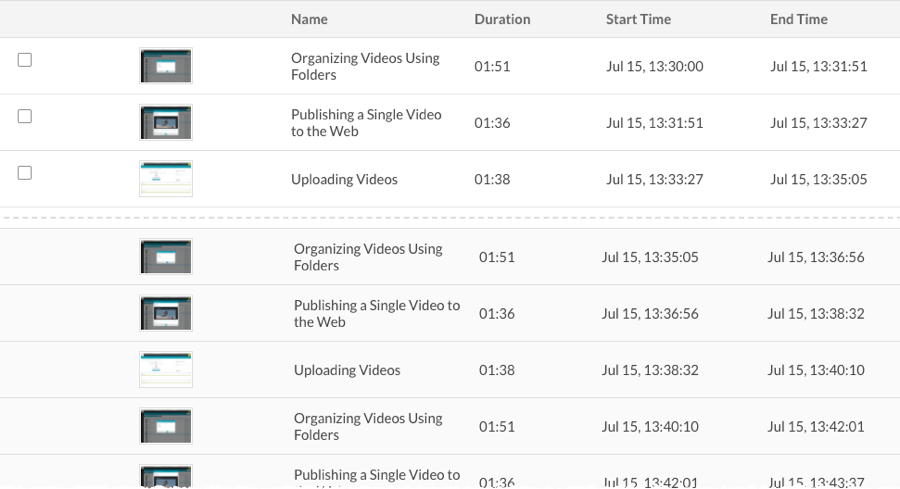 Name Duration Start Time End Time
Organizing Videos Using
Folders
01:51 Jul 15, 13:30:00 Jul 15, 13:31:51
Publishing a Single Video
to the Web
01:36 Jul 15, 13:31:51 Jul 15, 13:33:27
Uploading Videos 01:38 Jul 15, 13:33:27 Jul 15, 13:35:05
Organizing Videos Using
Folders
01:51 Jul 15, 13:35:05 Jul 15, 13:36:56
Publishing a Single Video to
the Web
01:36 Jul 15, 13:36:56 Jul 15, 13:38:32
Uploading Videos 01:38 Jul 15, 13:38:32 Jul 15, 13:40:10
Organizing Videos Using
Folders
01:51 Jul 15, 13:40:10 Jul 15, 13:42:01
Publishing a Single Video to
01:36 Jul 15, 13:42:01 Jul 15, 13:43:37